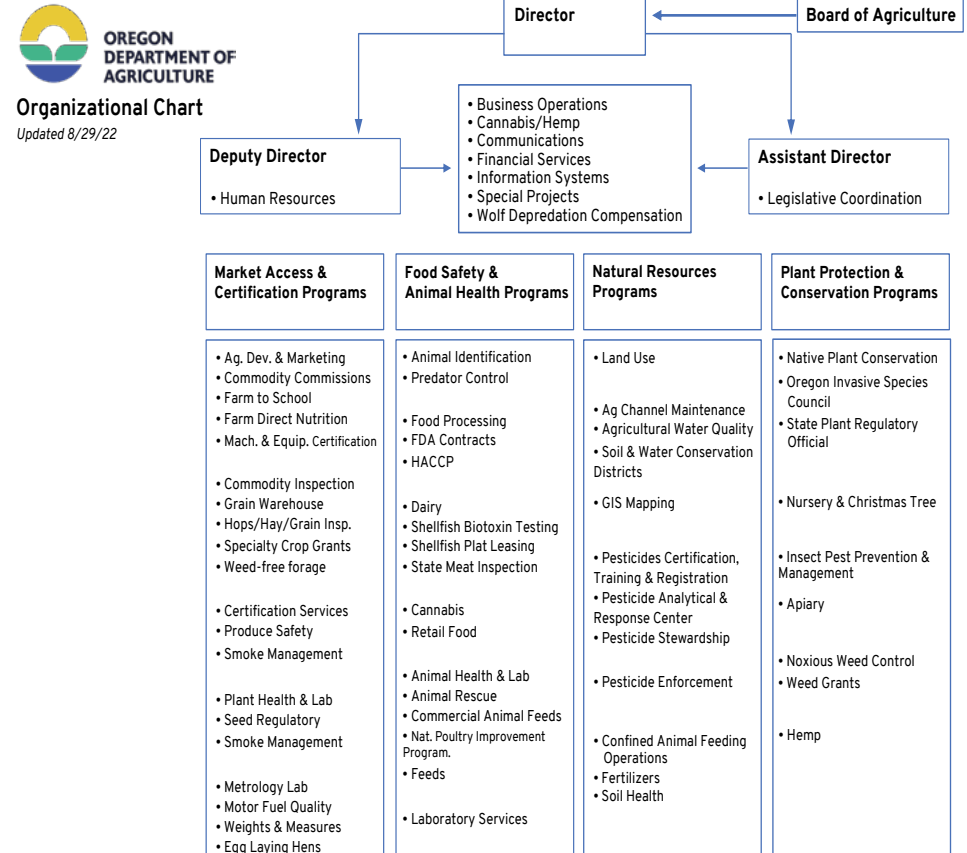 OREGON
DEPARTMENT OF
AGRICULTURE
Organizational Chart
Updated 8/29/22
Director
Board of Agriculture
Deputy Director
• Human Resources
• Business Operations
• Cannabis/Hemp
• Communications
• Financial Services
• Information Systems
• Special Projects
• Wolf Depredation Compensation
Assistant Director
• Legislative Coordination
Market Access &
Certification Programs
• Ag. Dev. & Marketing
• Commodity Commissions
• Farm to School
• Farm Direct Nutrition
• Mach. & Equip. Certification
• Commodity Inspection
• Grain Warehouse
• Hops/Hay/Grain Insp.
• Specialty Crop Grants
• Weed-free forage
• Certification Services
• Produce Safety
• Smoke Management
• Plant Health & Lab
• Seed Regulatory
• Smoke Management
• Metrology Lab
• Motor Fuel Quality
• Weights & Measures
• Egg Laying Hens
Food Safety &
Animal Health Programs
• Animal Identification
• Predator Control
• Food Processing
• FDA Contracts
• HACCP
• Dairy
• Shellfish Biotoxin Testing
• Shellfish Plat Leasing
• State Meat Inspection
• Cannabis
• Retail Food
• Animal Health & Lab
• Animal Rescue
• Commercial Animal Feeds
• Nat. Poultry Improvement
Program.
• Feeds
• Laboratory Services
Natural Resources
Programs
• Land Use
• Ag Channel Maintenance
• Agricultural Water Quality
• Soil & Water Conservation
Districts
• GIS Mapping
• Pesticides Certification,
Training & Registration
• Pesticide Analytical &
Response Center
• Pesticide Stewardship
• Pesticide Enforcement
• Confined Animal Feeding
Operations
• Fertilizers
• Soil Health
Plant Protection &
Conservation Programs
• Native Plant Conservation
• Oregon Invasive Species
Council
• State Plant Regulatory
Official
• Nursery & Christmas Tree
• Insect Pest Prevention &
Management
• Apiary
• Noxious Weed Control
• Weed Grants
• Hemp